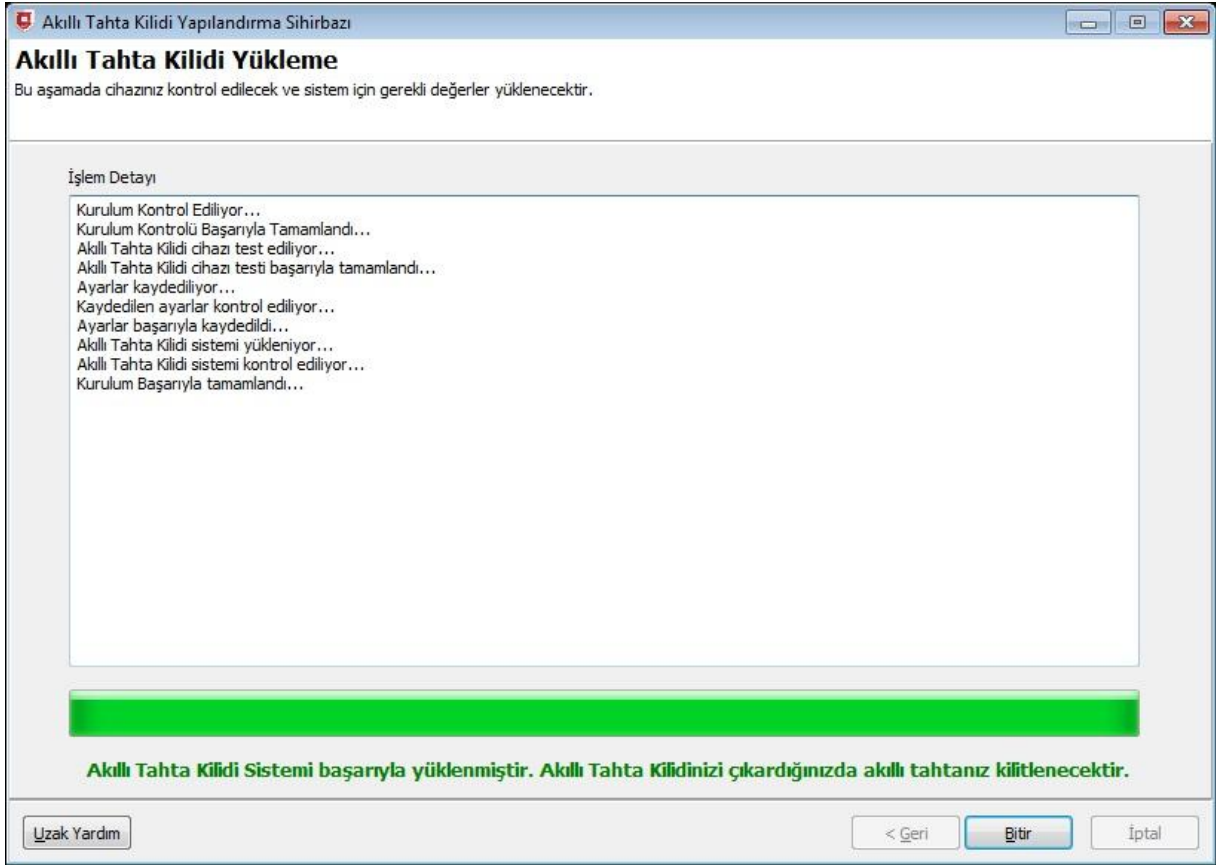 Akıllı Tahta Kilidi Yapılandırma Sihirbazı
Akıllı Tahta Kilidi Yükleme
Bu aşamada cihazınız kontrol edilecek ve sistem için gerekli değerler yüklenecektir.
İşlem Detayı
Kurulum Kontrol Ediliyor...
Kurulum Kontrolü Başarıyla Tamamlandı...
Akıllı Tahta Kilidi cihazı test ediliyor...
Akıllı Tahta Kilidi cihazı testi başarıyla tamamlandı...
Ayarlar kaydediliyor...
Kaydedilen ayarlar kontrol ediliyor...
Ayarlar başarıyla kaydedildi...
Akıllı Tahta Kilidi sistemi yükleniyor...
Akıllı Tahta Kilidi sistemi kontrol ediliyor...
Kurulum Başarıyla tamamlandı...
Akıllı Tahta Kilidi Sistemi başarıyla yüklenmiştir. Akıllı Tahta Kilidinizi çıkardığınızda akıllı tahtanız kilitlenecektir.
Uzak Yardım
< Geri
Bitir
İptal